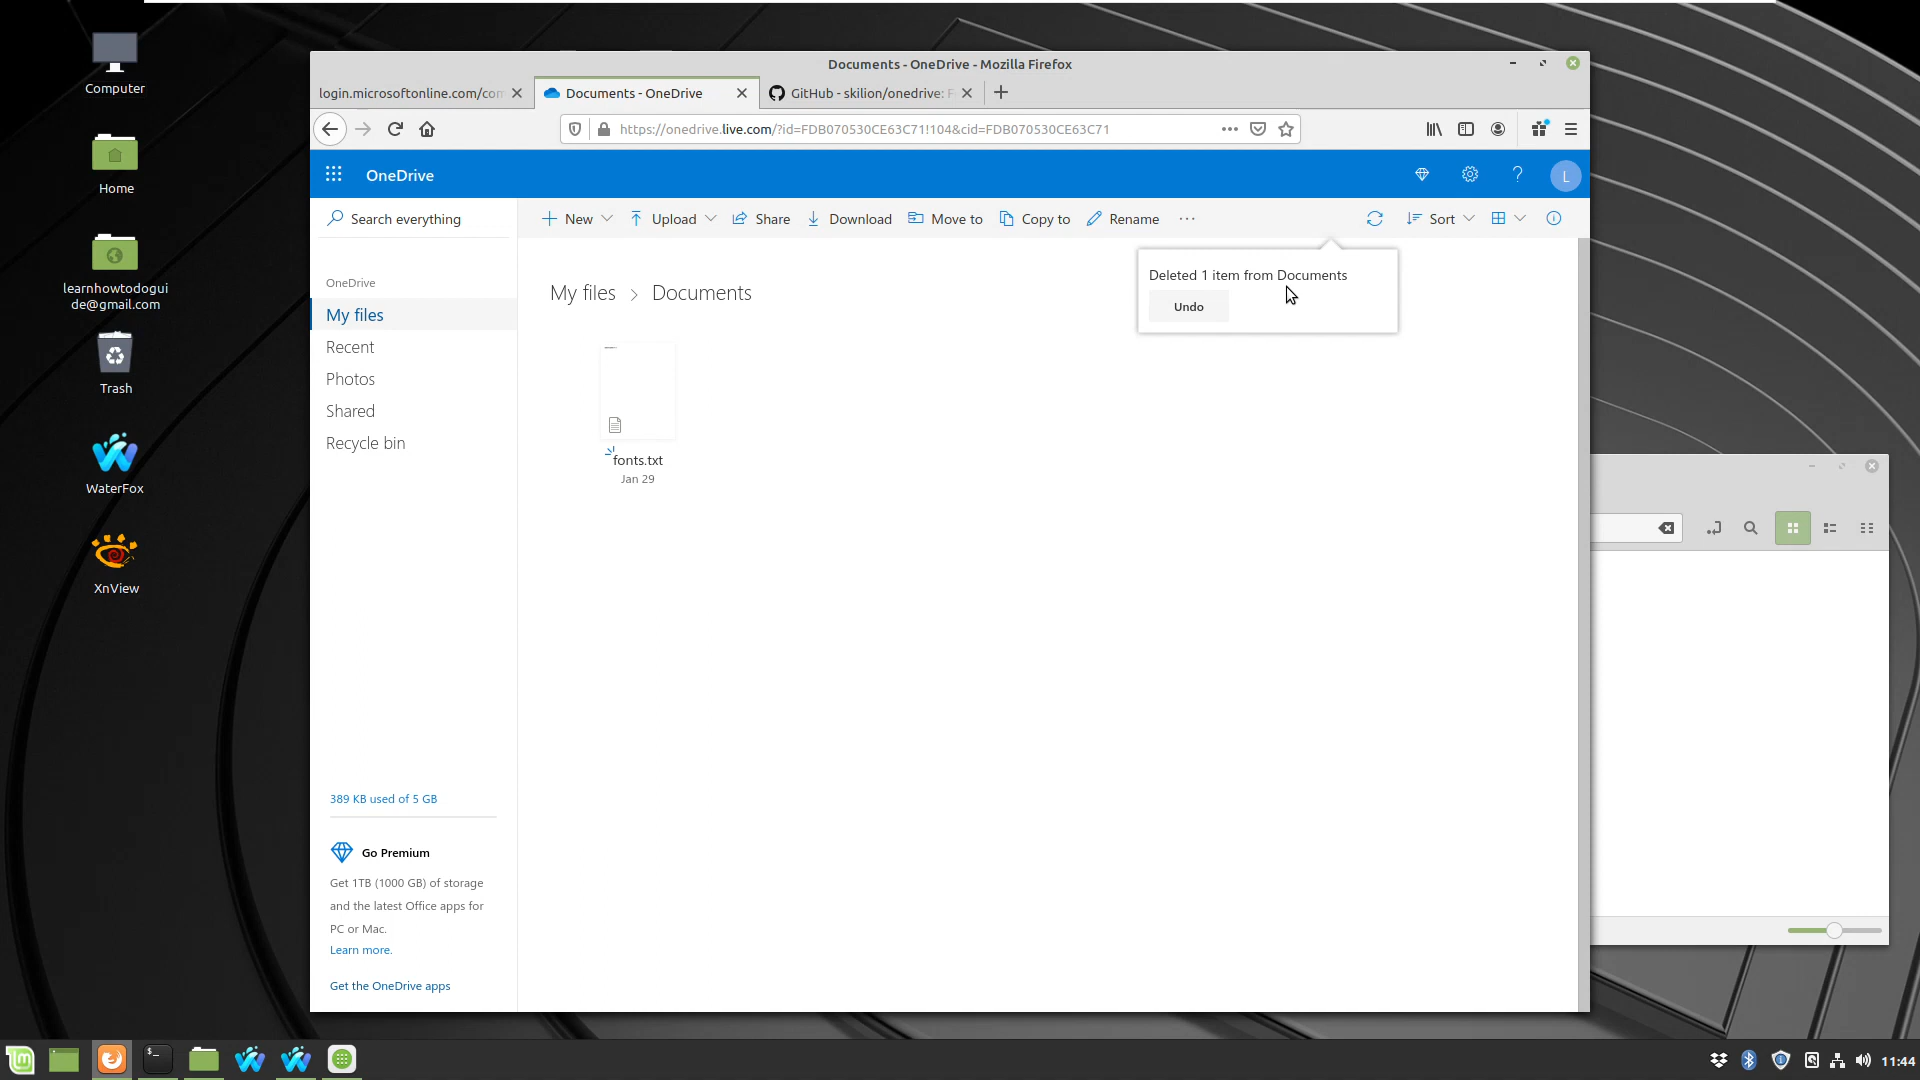 Computer
Home
learnhowtodogui
de@gmail.com
Trash
WaterFox
XnView
Documents - OneDrive - Mozilla Firefox
login.microsoftonline.com/con
Documents - OneDrive
GitHub - skilion/onedrive: F
https://onedrive.live.com/?id=FDB070530CE63C71!104&cid=FDB070530CE63C71
OneDrive
L
Search everything
New
Upload
Share
Download
Move to
Copy to
Rename
Sort
Deleted 1 item from Documents
Undo
My files > Documents
OneDrive
My files
Recent
Photos
Shared
Recycle bin
fonts.txt
Jan 29
389 KB used of 5 GB
Go Premium
Get 1TB (1000 GB) of storage
and the latest Office apps for
PC or Mac.
Learn more.
Get the OneDrive apps
11:44